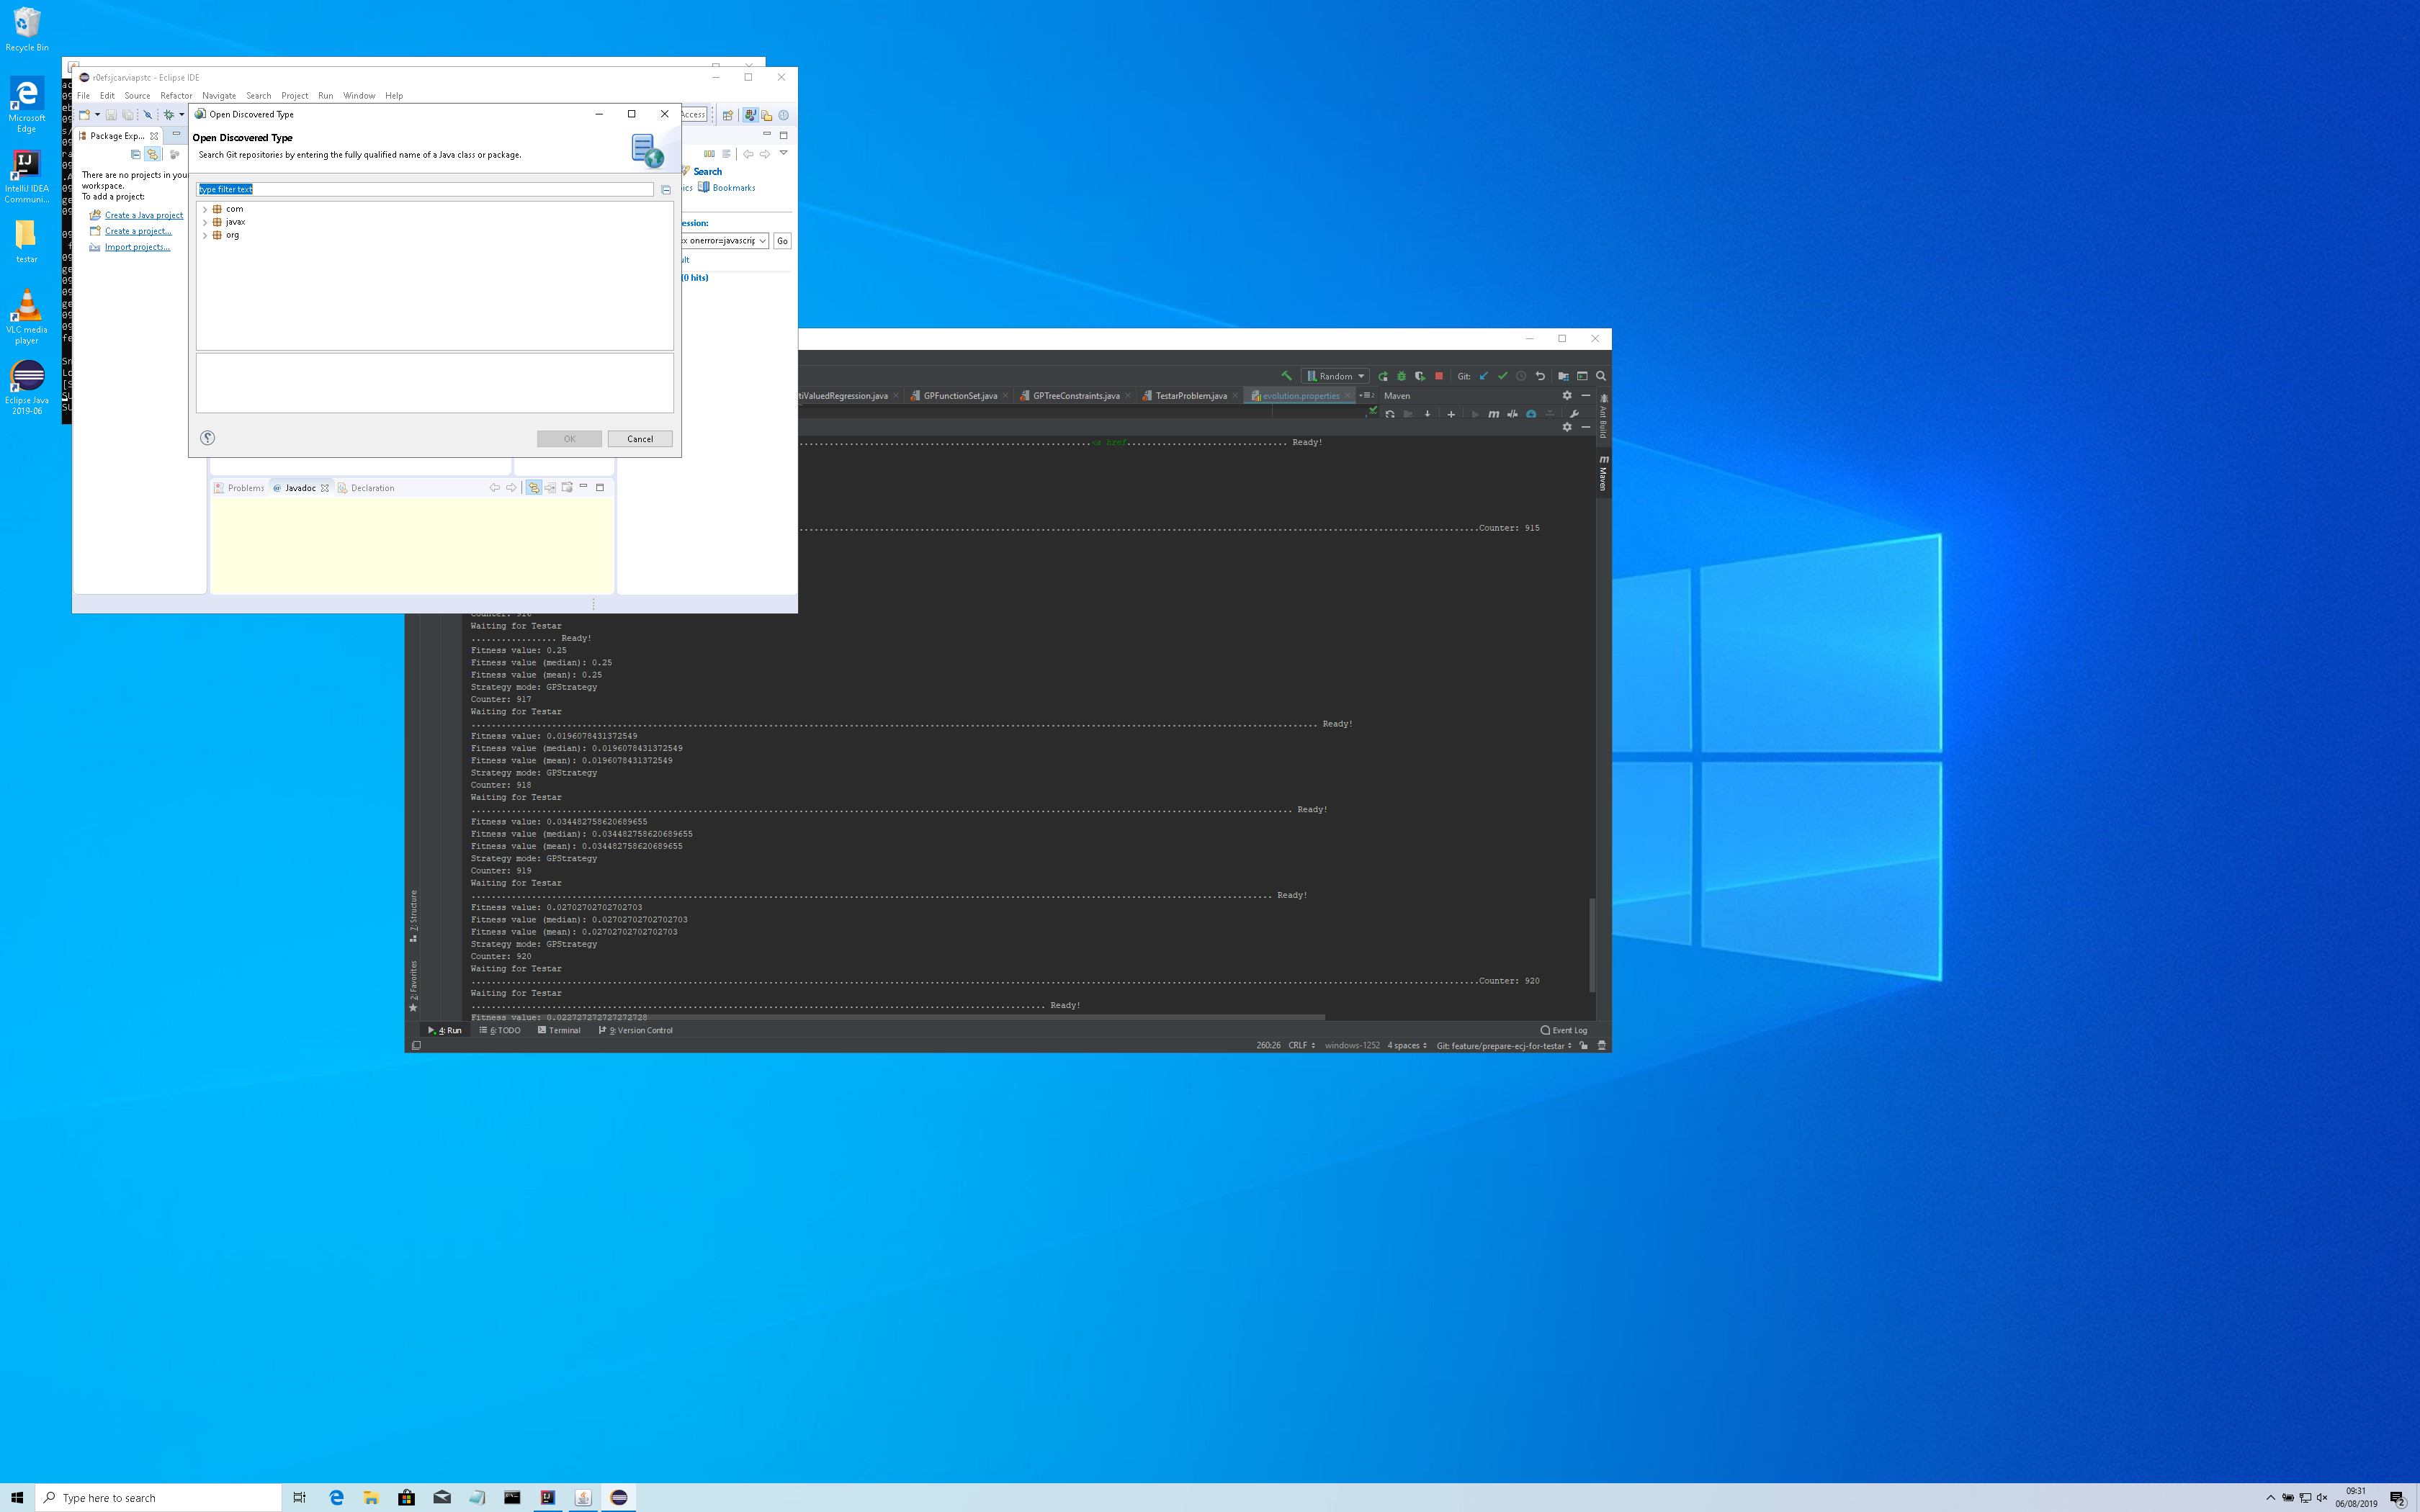 Recycle Bin
Microsoft
Edge
IntelliJ IDEA
Communi...
testar
VLC media
player
Eclipse Java
2019-06
r0efsjcarviapstc - Eclipse IDE
File Edit Source Refactor Navigate Search Project Run Window Help
Access
Package Exp...
There are no projects in your
workspace.
To add a project:
Create a Java project
Create a project...
Import projects...
Open Discovered Type
Open Discovered Type
Search Git repositories by entering the fully qualified name of a Java class or package.
type filter text
com
javax
org
OK Cancel
Search
Bookmarks
ession:
x onerror=javascrip Go
ult
(0 hits)
Problems Javadoc Declaration
Random Git:
tiValuedRegression.java GPFunctionSet.java GPTreeConstraints.java TestarProblem.java evolution.properties Maven
Ant Build
Maven
<a href................................ Ready!
Counter: 915
Waiting for Testar
................. Ready!
Fitness value: 0.25
Fitness value (median): 0.25
Fitness value (mean): 0.25
Strategy mode: GPStrategy
Counter: 917
Waiting for Testar
Ready!
Fitness value: 0.0196078431372549
Fitness value (median): 0.0196078431372549
Fitness value (mean): 0.0196078431372549
Strategy mode: GPStrategy
Counter: 918
Waiting for Testar
Ready!
Fitness value: 0.034482758620689655
Fitness value (median): 0.034482758620689655
Fitness value (mean): 0.034482758620689655
Strategy mode: GPStrategy
Counter: 919
Waiting for Testar
Ready!
Fitness value: 0.02702702702702703
Fitness value (median): 0.02702702702702703
Fitness value (mean): 0.02702702702702703
Strategy mode: GPStrategy
Counter: 920
Waiting for Testar
Counter: 920
Waiting for Testar
Ready!
Fitness value: 0.022727272727272728
7: Structure
2: Favorites
4: Run 6: TODO Terminal 9: Version Control Event Log
260:26 CRLF windows-1252 4 spaces Git: feature/prepare-ecj-for-testar
Type here to search
09:31
06/08/2019
2